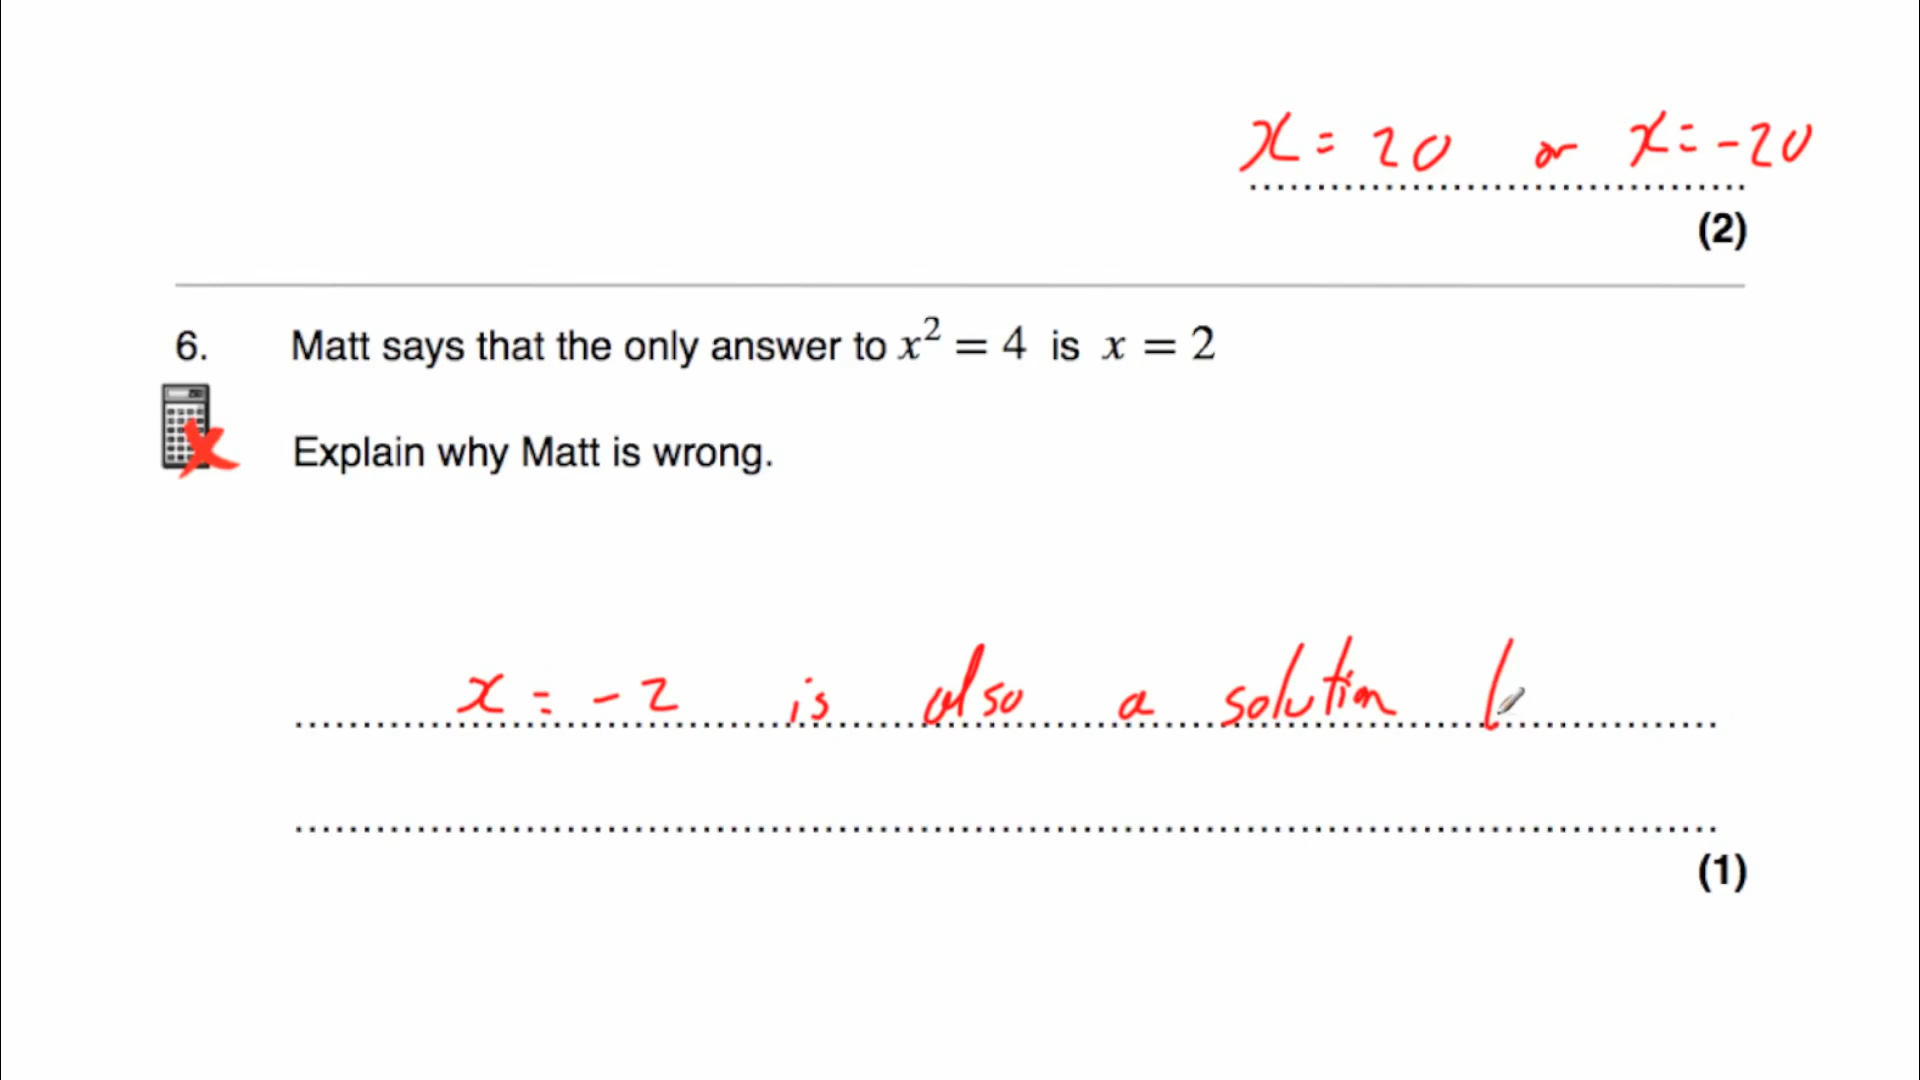 x = 20 or x = -20
(2)
6. Matt says that the only answer to x² = 4 is x = 2
Explain why Matt is wrong.
x = -2 is also a solution
(1)